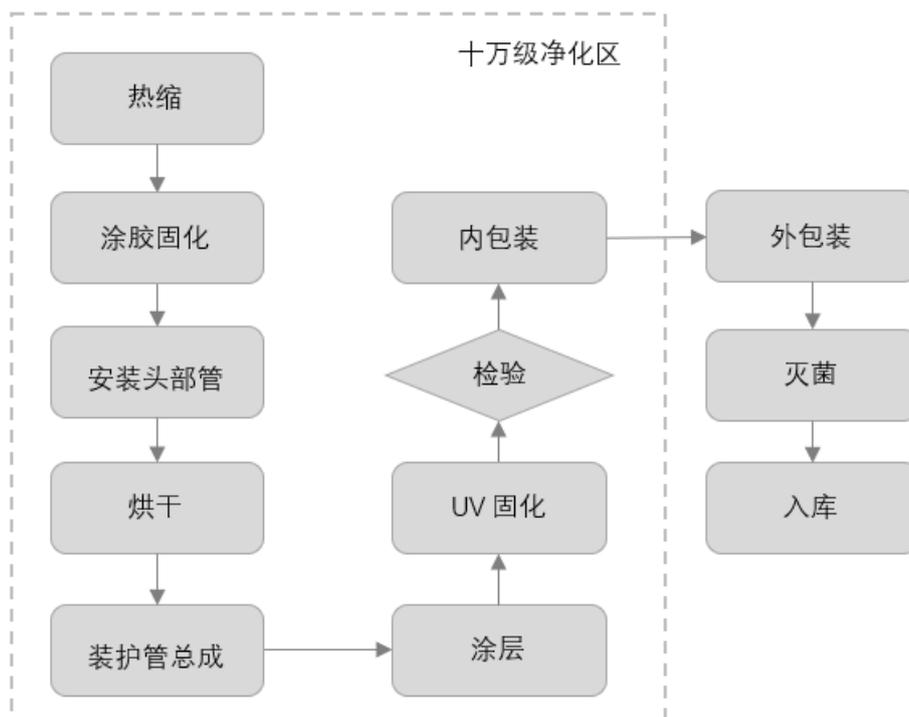 十万级净化区
热缩
涂胶固化
安装头部管
烘干
装护管总成
涂层
UV 固化
检验
内包装
外包装
灭菌
入库